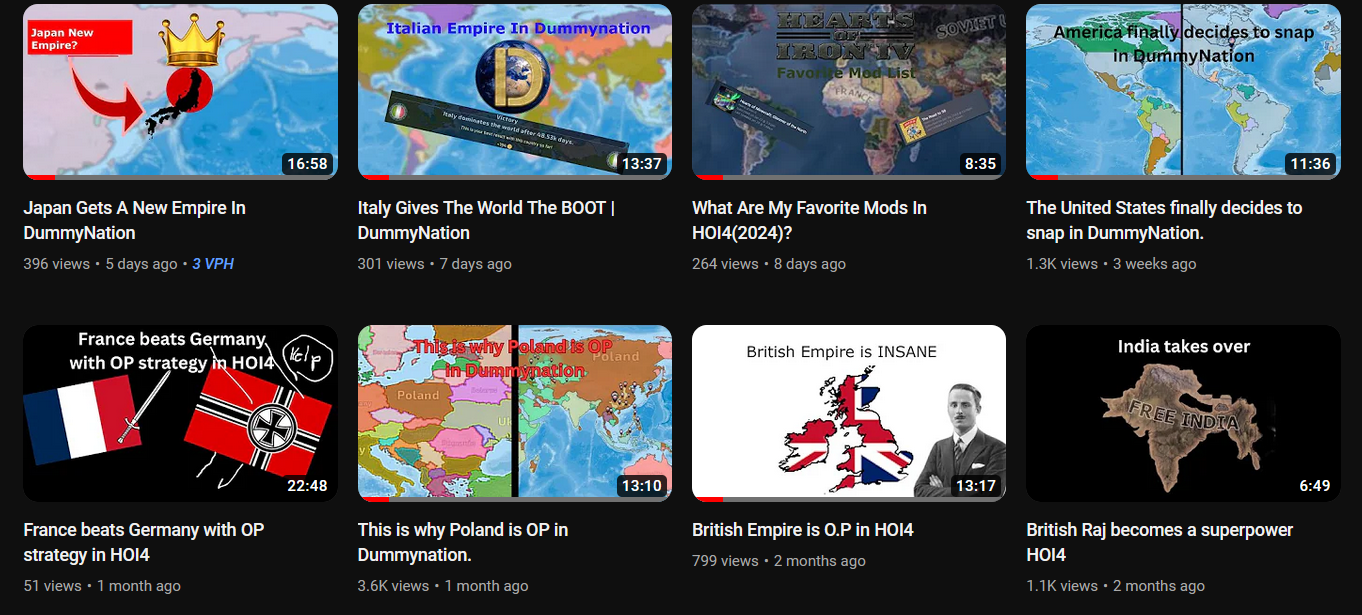 Japan New
Empire?
16:58
Italian Empire In Dummynation
D
Victory
Italy dominates the world after 48.53k days.
This is your best result with this country so far!
13:37
HEARTS
OF
IRON IV
SOVIET U
Favorite Mod List
FRANCE
8:35
America finally decides to snap
in DummyNation
11:36
Japan Gets A New Empire In
DummyNation
396 views • 5 days ago • 3 VPH
Italy Gives The World The BOOT |
DummyNation
301 views • 7 days ago
What Are My Favorite Mods In
HOI4(2024)?
264 views • 8 days ago
The United States finally decides to
snap in DummyNation.
1.3K views • 3 weeks ago
France beats Germany
with OP strategy in HOI4
Help
22:48
This is why Poland is OP
in Dummynation
Poland
Poland
13:10
British Empire is INSANE
13:17
India takes over
FREE INDIA
6:49
France beats Germany with OP
strategy in HOI4
51 views • 1 month ago
This is why Poland is OP in
Dummynation.
3.6K views • 1 month ago
British Empire is O.P in HOI4
799 views • 2 months ago
British Raj becomes a superpower
HOI4
1.1K views • 2 months ago